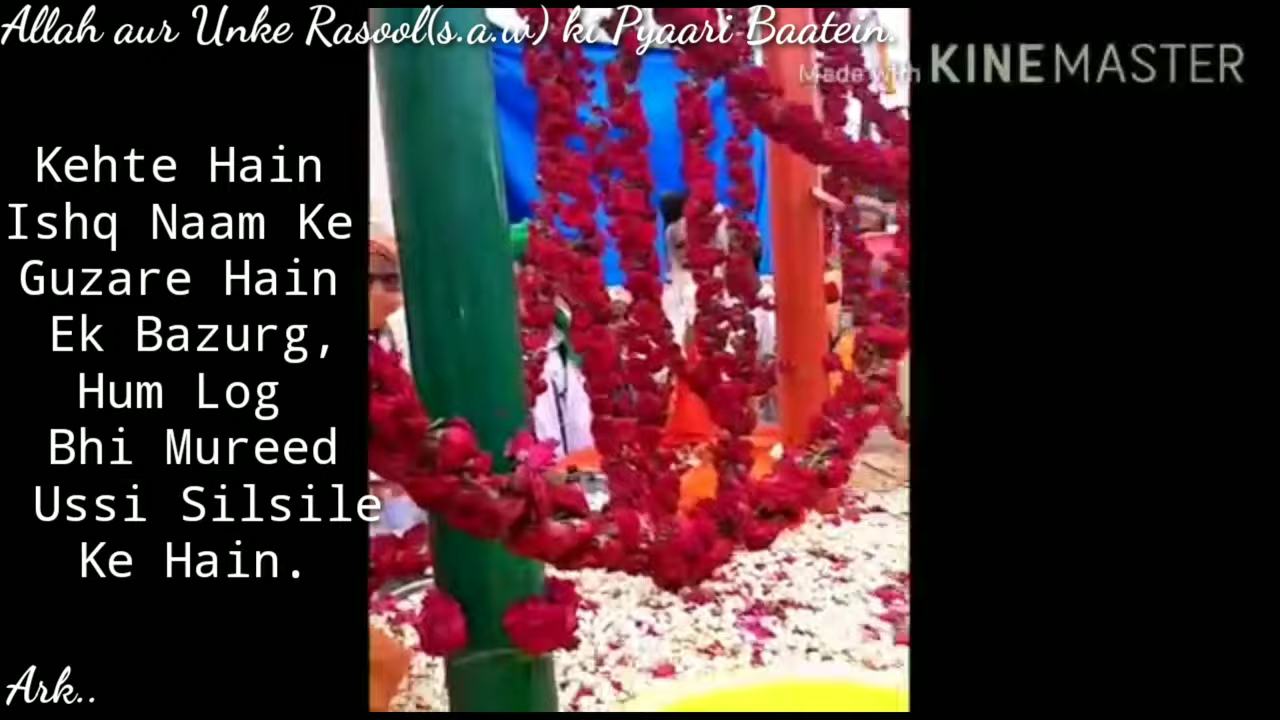 Allah aur Unke Rasool(s.a.w) ki Pyaari Baatein.
Made with KINEMASTER
Kehte Hain
Ishq Naam Ke
Guzare Hain
Ek Bazurg,
Hum Log
Bhi Mureed
Ussi Silsile
Ke Hain.
Ark..